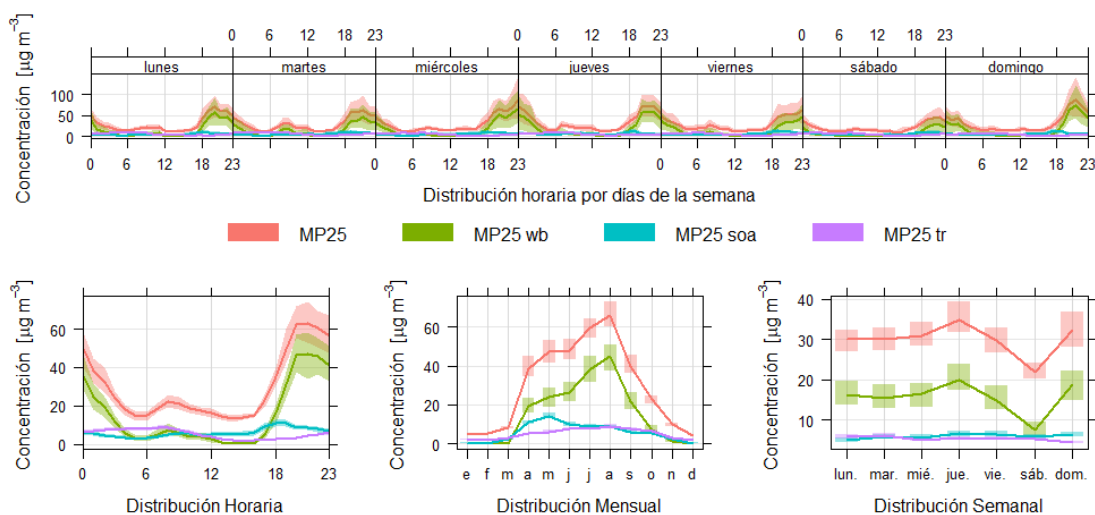 0 6 12 18 23 0 6 12 18 23
lunes martes miércoles jueves viernes sábado domingo
Concentración [µg m⁻³]
100
50
0
0 6 12 18 23 0 6 12 18 23 0 6 12 18 23 0 6 12 18 23
0 6 12 18 23
Distribución horaria por días de la semana
MP25 MP25 wb MP25 soa MP25 tr
Concentración [µg m⁻³]
60
40
20
0
0 6 12 18 23
Distribución Horaria
Concentración [µg m⁻³]
60
40
20
0
e f m a m j j a s o n d
Distribución Mensual
Concentración [µg m⁻³]
40
30
20
10
lun. mar. mié. jue. vie. sáb. dom.
Distribución Semanal